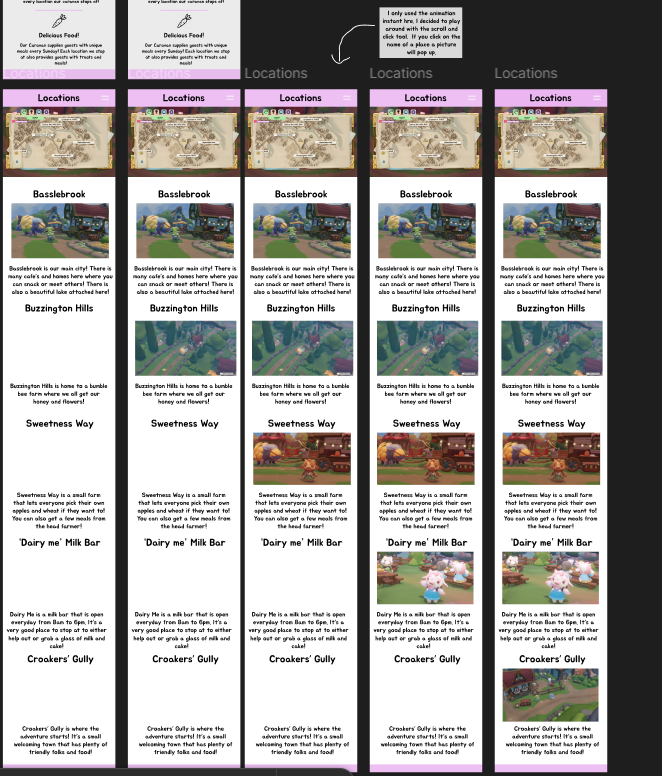 every location our caravan stops at!
every location our caravan stops at!
Delicious Food!
Our Caravan supplies guests with unique
meals every Sunday! Each location we stop
at also provides guests with treats and
meals!
Delicious Food!
Our Caravan supplies guests with unique
meals every Sunday! Each location we stop
at also provides guests with treats and
meals!
I only used the animation
instant hre, I decided to play
around with the scroll and
click tool. If you click on the
name of a place a picture
will pop up.
Locations
Locations
Locations
Locations
Locations
Locations
Basslebrook
Basslebrook is our main city! There is
many cafe's and homes here where you
can snack or meet others! There is
also a beautiful lake attached here!
Buzzington Hills
Buzzington Hills is home to a bumble
bee farm where we all get our
honey and flowers!
Sweetness Way
Sweetness Way is a small farm
that lets everyone pick their own
apples and wheat if they want to!
You can also get a few meals from
the head farmer!
'Dairy me' Milk Bar
Dairy Me is a milk bar that is open
everyday from 8am to 6pm, It's a
very good place to stop at to either
help out or grab a glass of milk and
cake!
Croakers' Gully
Croakers' Gully is where the
adventure starts! It's a small
welcoming town that has plenty of
friendly folks and food!
Locations
Basslebrook
Basslebrook is our main city! There is
many cafe's and homes here where you
can snack or meet others! There is
also a beautiful lake attached here!
Buzzington Hills
Buzzington Hills is home to a bumble
bee farm where we all get our
honey and flowers!
Sweetness Way
Sweetness Way is a small farm
that lets everyone pick their own
apples and wheat if they want to!
You can also get a few meals from
the head farmer!
'Dairy me' Milk Bar
Dairy Me is a milk bar that is open
everyday from 8am to 6pm, It's a
very good place to stop at to either
help out or grab a glass of milk and
cake!
Croakers' Gully
Croakers' Gully is where the
adventure starts! It's a small
welcoming town that has plenty of
friendly folks and food!
Locations
Basslebrook
Basslebrook is our main city! There is
many cafe's and homes here where you
can snack or meet others! There is
also a beautiful lake attached here!
Buzzington Hills
Buzzington Hills is home to a bumble
bee farm where we all get our
honey and flowers!
Sweetness Way
Sweetness Way is a small farm
that lets everyone pick their own
apples and wheat if they want to!
You can also get a few meals from
the head farmer!
'Dairy me' Milk Bar
Dairy Me is a milk bar that is open
everyday from 8am to 6pm, It's a
very good place to stop at to either
help out or grab a glass of milk and
cake!
Croakers' Gully
Croakers' Gully is where the
adventure starts! It's a small
welcoming town that has plenty of
friendly folks and food!
Locations
Basslebrook
Basslebrook is our main city! There is
many cafe's and homes here where you
can snack or meet others! There is
also a beautiful lake attached here!
Buzzington Hills
Buzzington Hills is home to a bumble
bee farm where we all get our
honey and flowers!
Sweetness Way
Sweetness Way is a small farm
that lets everyone pick their own
apples and wheat if they want to!
You can also get a few meals from
the head farmer!
'Dairy me' Milk Bar
Dairy Me is a milk bar that is open
everyday from 8am to 6pm, It's a
very good place to stop at to either
help out or grab a glass of milk and
cake!
Croakers' Gully
Croakers' Gully is where the
adventure starts! It's a small
welcoming town that has plenty of
friendly folks and food!
Locations
Basslebrook
Basslebrook is our main city! There is
many cafe's and homes here where you
can snack or meet others! There is
also a beautiful lake attached here!
Buzzington Hills
Buzzington Hills is home to a bumble
bee farm where we all get our
honey and flowers!
Sweetness Way
Sweetness Way is a small farm
that lets everyone pick their own
apples and wheat if they want to!
You can also get a few meals from
the head farmer!
'Dairy me' Milk Bar
Dairy Me is a milk bar that is open
everyday from 8am to 6pm, It's a
very good place to stop at to either
help out or grab a glass of milk and
cake!
Croakers' Gully
Croakers' Gully is where the
adventure starts! It's a small
welcoming town that has plenty of
friendly folks and food!